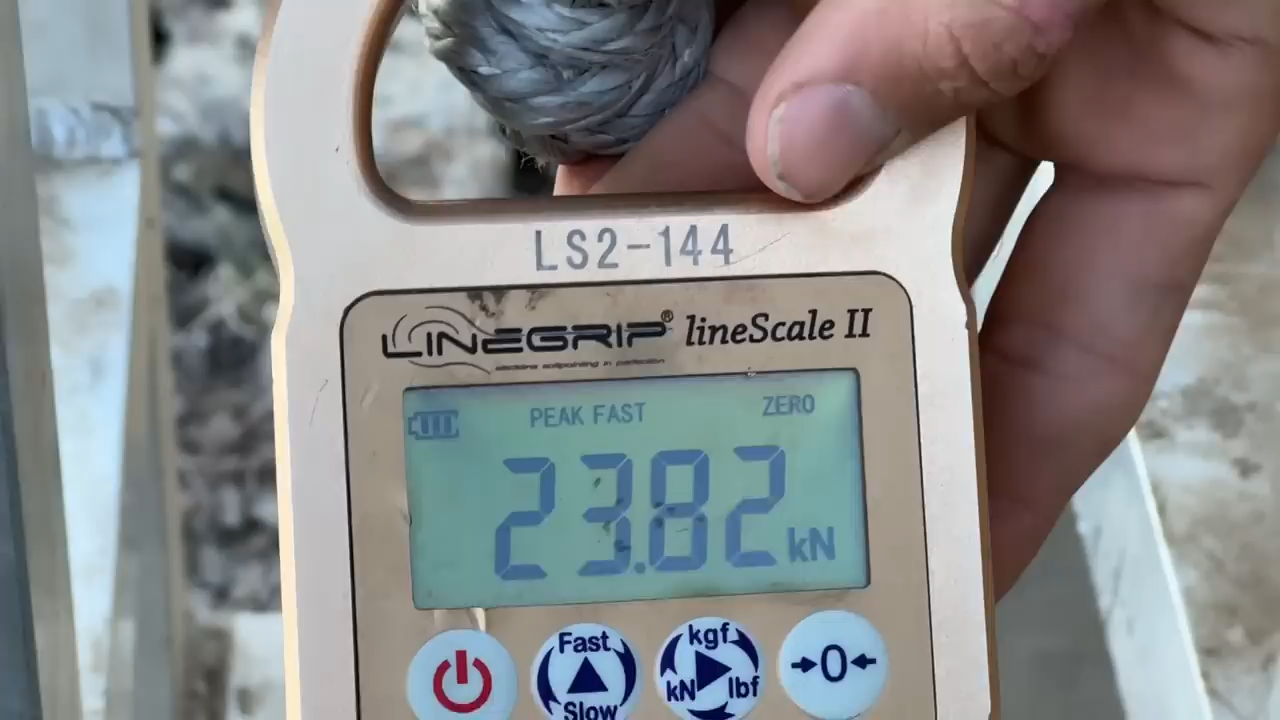 LS2-144
LINEGRIP® lineScale II
PEAK FAST ZERO
23.82 kN
Fast
Slow
kgf
kN lbf
0